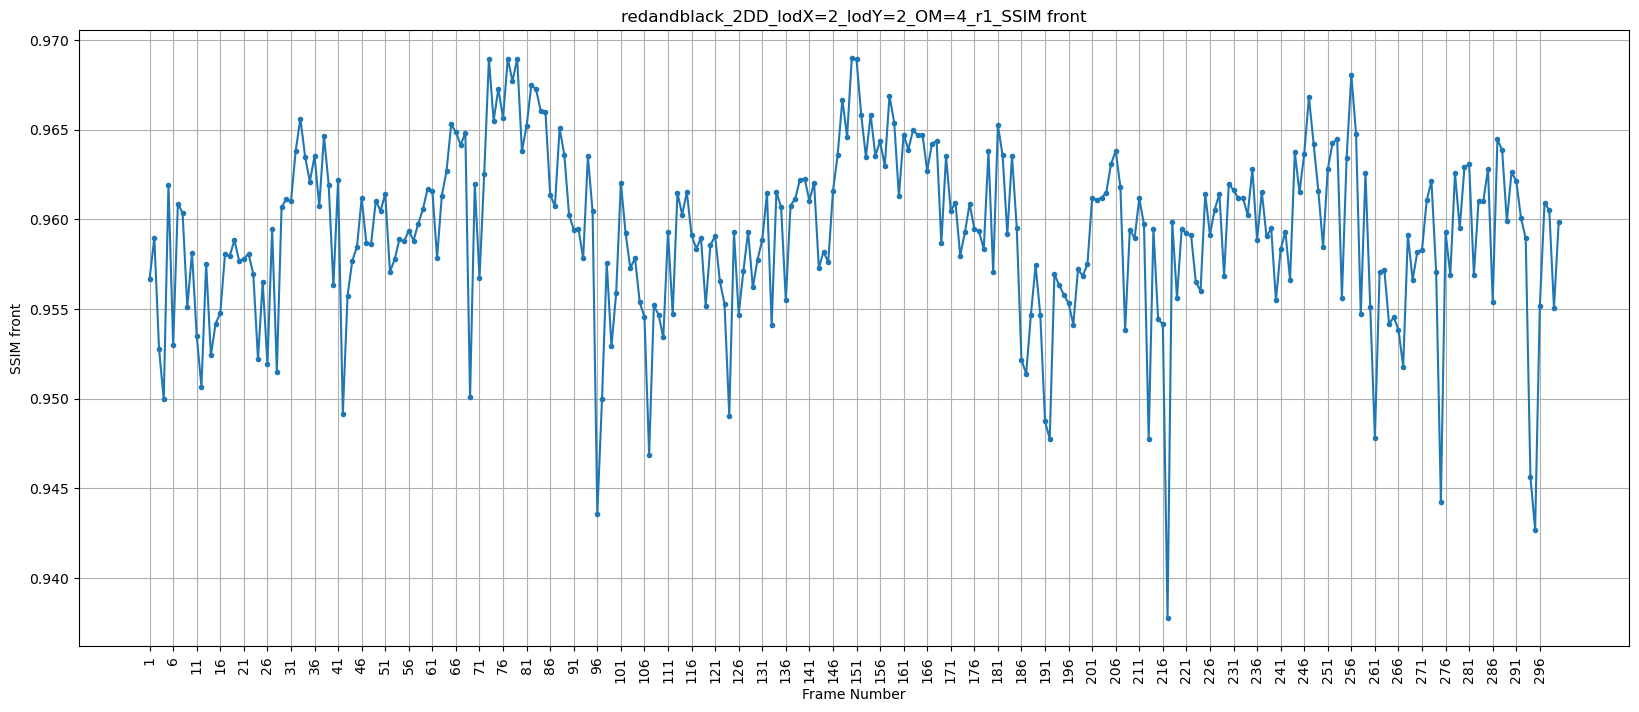 redandblack_2DD_lodX=2_lodY=2_OM=4_r1_SSIM front
SSIM front
0.970
0.965
0.960
0.955
0.950
0.945
0.940
1 6 11 16 21 26 31 36 41 46 51 56 61 66 71 76 81 86 91 96 101 106 111 116 121 126 131 136 141 146 151 156 161 166 171 176 181 186 191 196 201 206 211 216 221 226 231 236 241 246 251 256 261 266 271 276 281 286 291 296
Frame Number